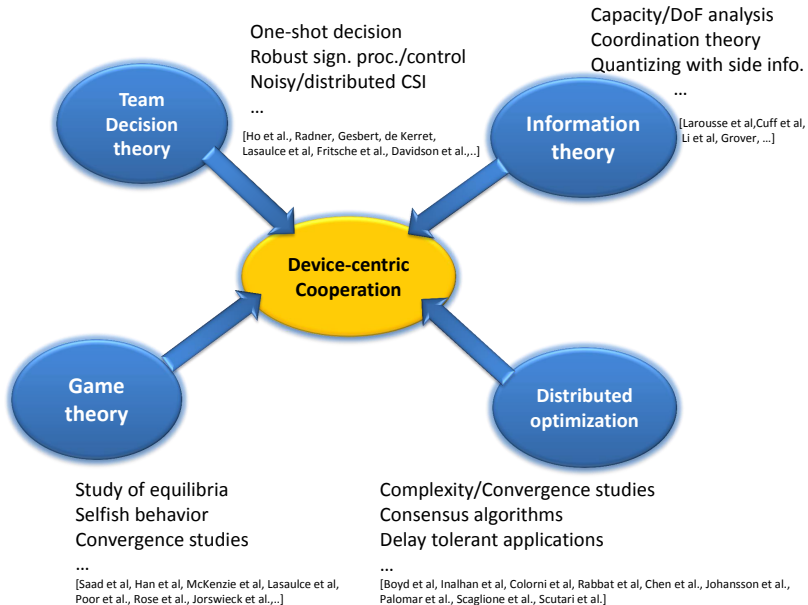 One-shot decision
Robust sign. proc./control
Noisy/distributed CSI
...
[Ho et al., Radner, Gesbert, de Kerret,
Lasaulce et al, Fritsche et al., Davidson et al.,..]
Capacity/DoF analysis
Coordination theory
Quantizing with side info.
...
[Larousse et al,Cuff et al,
Li et al, Grover, ...]
Team
Decision
theory
Information
theory
Device-centric
Cooperation
Game
theory
Distributed
optimization
Study of equilibria
Selfish behavior
Convergence studies
...
[Saad et al, Han et al, McKenzie et al, Lasaulce et al,
Poor et al., Rose et al., Jorswieck et al.,..]
Complexity/Convergence studies
Consensus algorithms
Delay tolerant applications
...
[Boyd et al, Inalhan et al, Colorni et al, Rabbat et al, Chen et al., Johansson et al.,
Palomar et al., Scaglione et al., Scutari et al.]